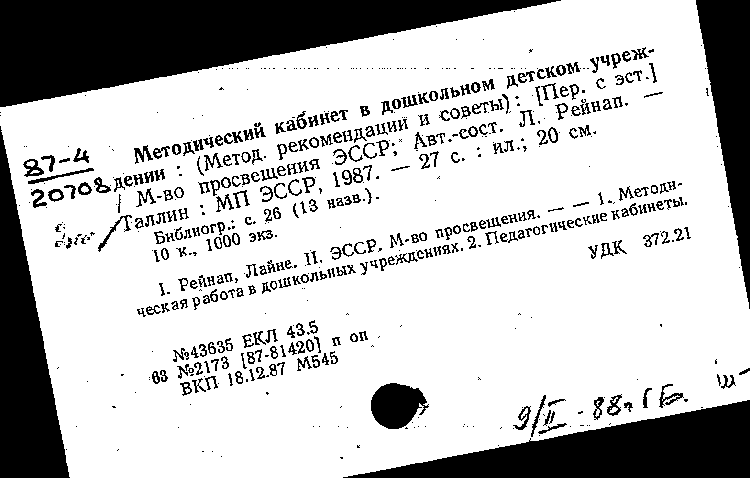 87-4
20708
Методический кабинет в дошкольном детском учреж-
дении : (Метод. рекомендации и советы) : [Пер. с эст.]
/ М-во просвещения ЭССР; Авт.-сост. Л. Рейнап. —
Таллин : МП ЭССР, 1987. — 27 с. : ил.; 20 см.
Библиогр.: с. 26 (13 назв.).
10 к., 1000 экз.
I. Рейнап, Лайне. II. ЭССР. М-во просвещения. — — 1. Методи-
ческая работа в дошкольных учреждениях. 2. Педагогические кабинеты.
УДК 372.21
№43635 ЕКЛ 43.5
63 №2173 [87-81420] п оп
ВКП 18.12.87 М545
9/II - 88г. ГБ.